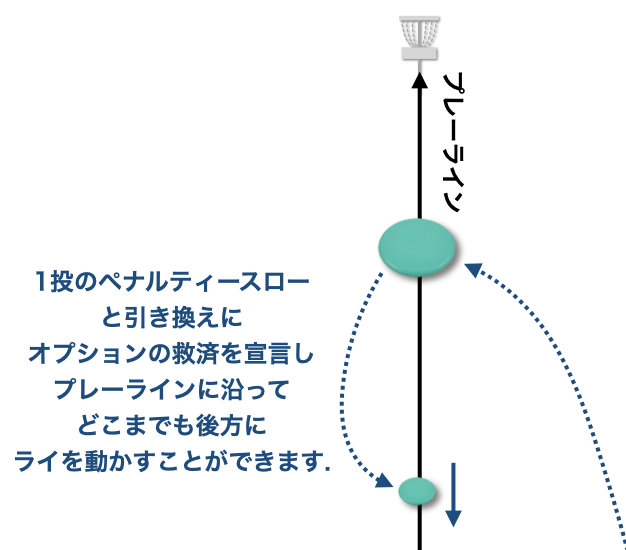 プレーライン
1投のペナルティースロー
と引き換えに
オプションの救済を宣言し
プレーラインに沿って
どこまでも後方に
ライを動かすことができます.